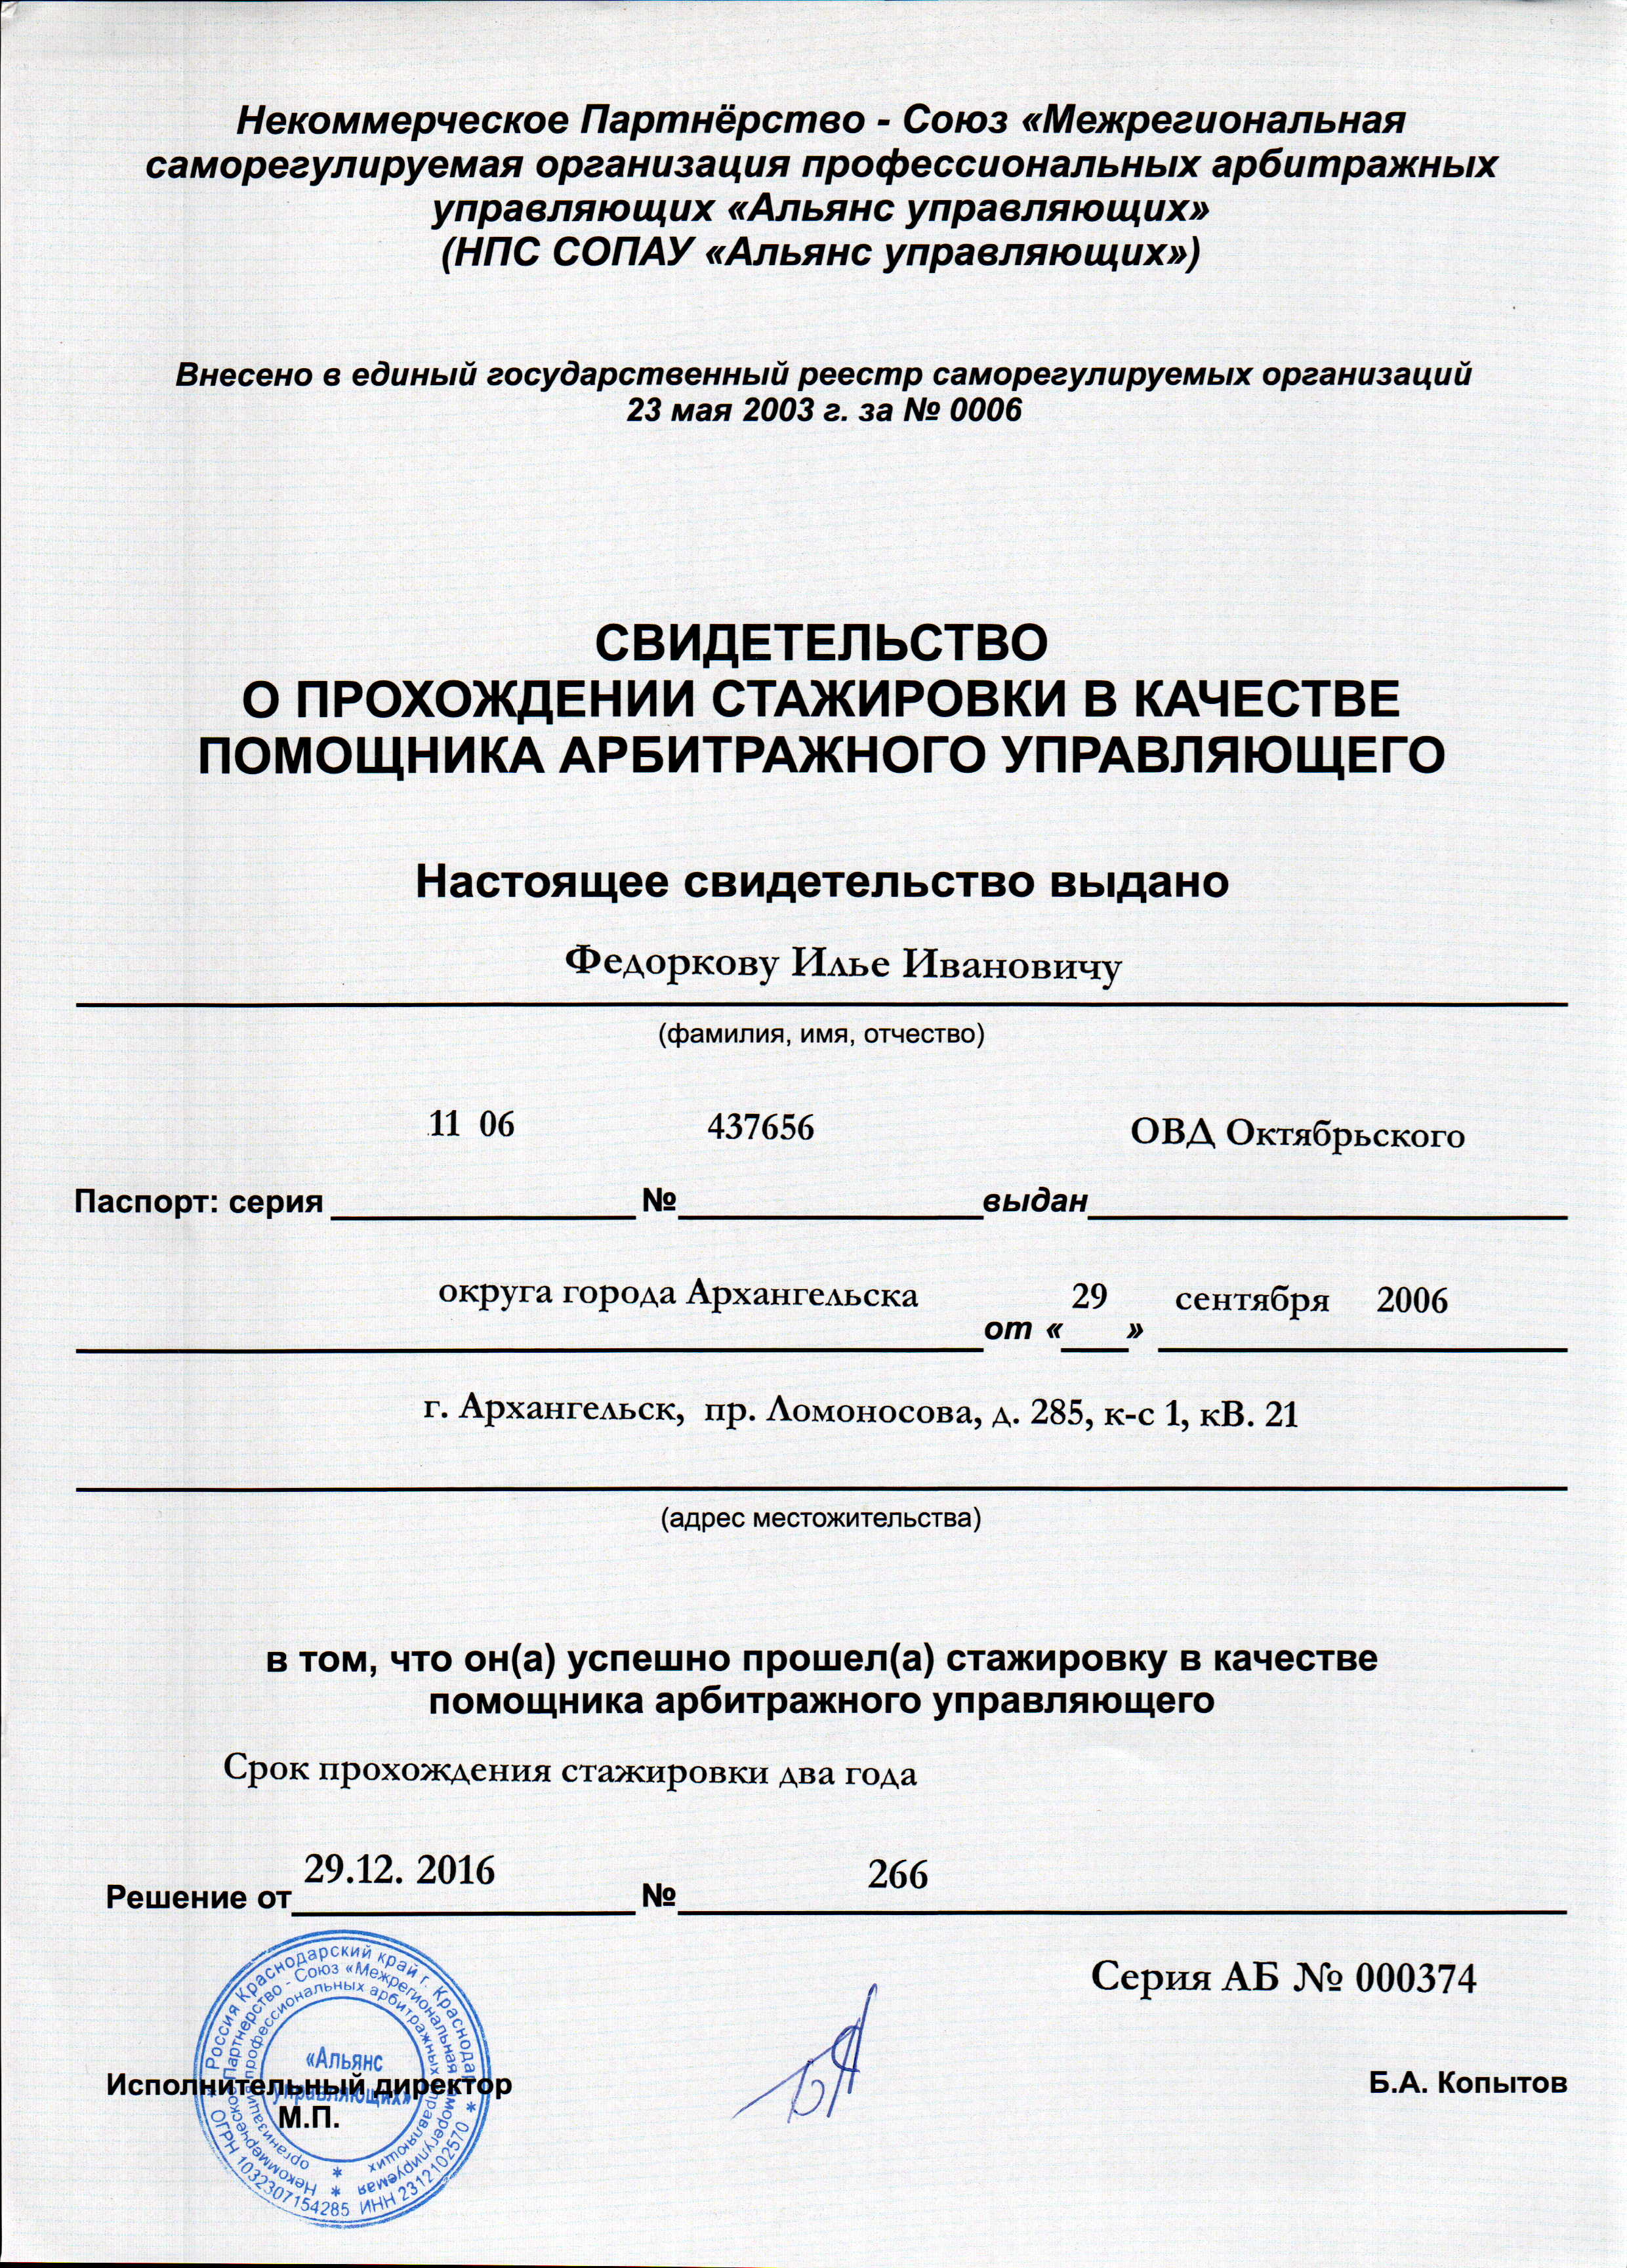 Некоммерческое Партнёрство - Союз «Межрегиональная
саморегулируемая организация профессиональных арбитражных
управляющих «Альянс управляющих»
(НПС СОПАУ «Альянс управляющих»)
Внесено в единый государственный реестр саморегулируемых организаций
23 мая 2003 г. за № 0006
СВИДЕТЕЛЬСТВО
О ПРОХОЖДЕНИИ СТАЖИРОВКИ В КАЧЕСТВЕ
ПОМОЩНИКА АРБИТРАЖНОГО УПРАВЛЯЮЩЕГО
Настоящее свидетельство выдано
Федоркову Илье Ивановичу
(фамилия, имя, отчество)
11 06 437656 ОВД Октябрьского
Паспорт: серия № выдан
округа города Архангельска 29 сентября 2006
от « »
г. Архангельск, пр. Ломоносова, д. 285, к-с 1, кВ. 21
(адрес местожительства)
в том, что он(а) успешно прошел(а) стажировку в качестве
помощника арбитражного управляющего
Срок прохождения стажировки два года
29.12. 2016 266
Решение от №
Серия АБ № 000374
Исполнительный директор Б.А. Копытов
М.П.
Россия Краснодарский край г. Краснодар
ОГРН 1032307154285 ИНН 2312102570
Некоммерческое Партнерство - Союз «Межрегиональная саморегулируемая
организация профессиональных арбитражных управляющих
«Альянс
управляющих»